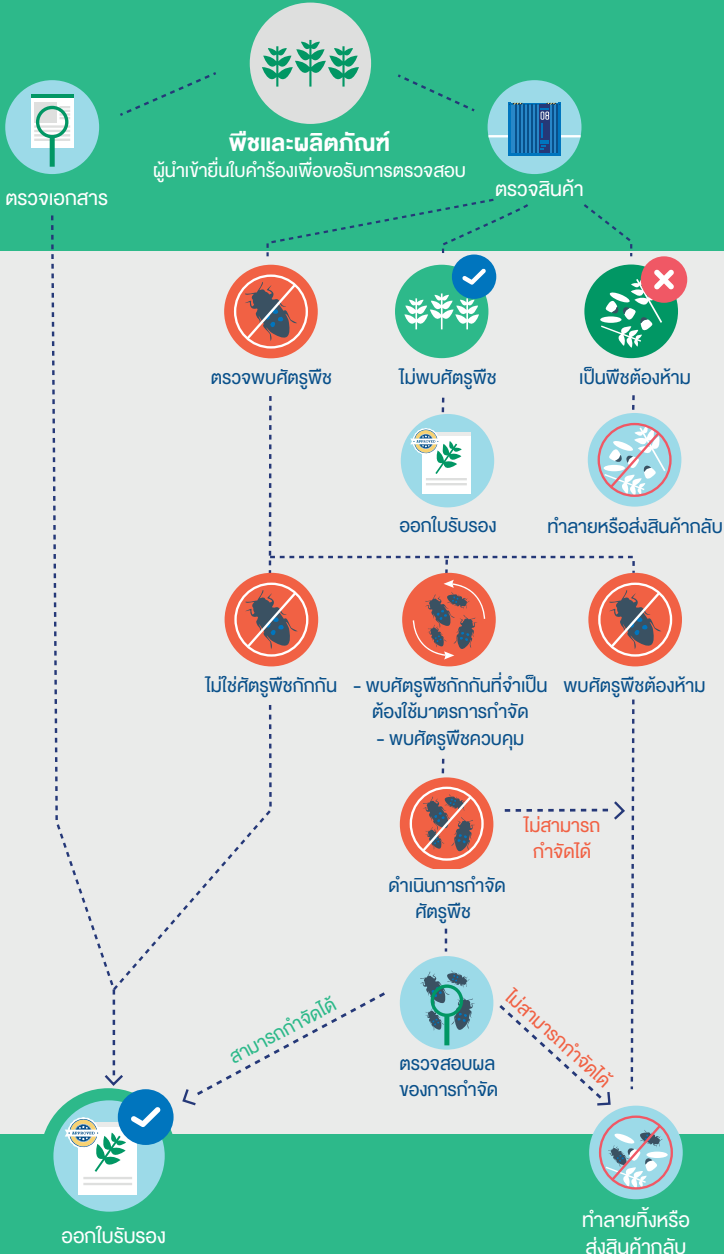 08
พืชและผลิตภัณฑ์
ผู้นำเข้ายื่นใบคำร้องเพื่อขอรับการตรวจสอบ
ตรวจเอกสาร
ตรวจสินค้า
ตรวจพบศัตรูพืช
ไม่พบศัตรูพืช
เป็นพืชต้องห้าม
APPROVED
ออกใบรับรอง
ทำลายหรือส่งสินค้ากลับ
ไม่ใช่ศัตรูพืชกักกัน
- พบศัตรูพืชกักกันที่จำเป็น
ต้องใช้มาตรการกำจัด
- พบศัตรูพืชควบคุม
พบศัตรูพืชต้องห้าม
ไม่สามารถ
กำจัดได้
ดำเนินการกำจัด
ศัตรูพืช
สามารถกำจัดได้
ไม่สามารถกำจัดได้
ตรวจสอบผล
ของการกำจัด
APPROVED
ออกใบรับรอง
ทำลายทิ้งหรือ
ส่งสินค้ากลับ